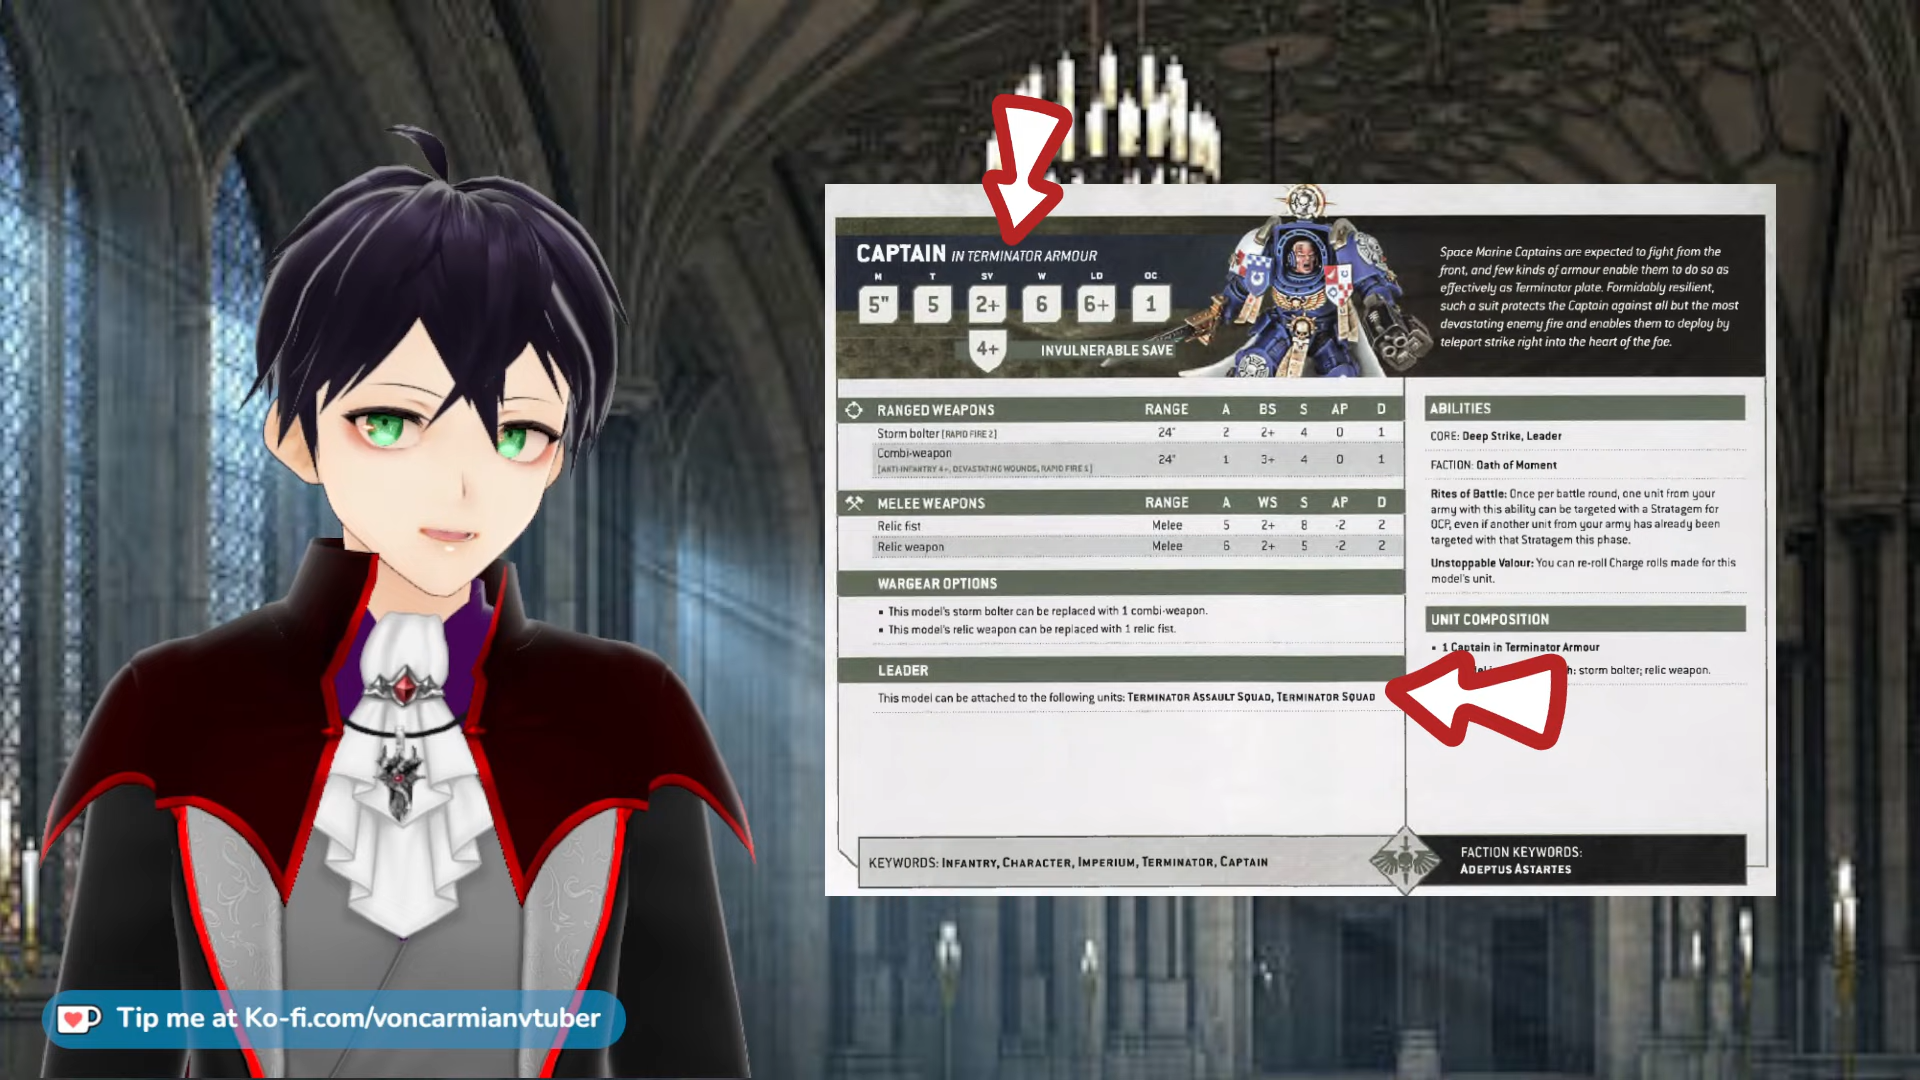 CAPTAIN IN TERMINATOR ARMOUR
M T SV W LD OC
5" 5 2+ 6 6+ 1
4+ INVULNERABLE SAVE
Space Marine Captains are expected to fight from the
front, and few kinds of armour enable them to do so as
effectively as Terminator plate. Formidably resilient,
such a suit protects the Captain against all but the most
devastating enemy fire and enables them to deploy by
teleport strike right into the heart of the foe.
RANGED WEAPONS RANGE A BS S AP D
Storm bolter [RAPID FIRE 2] 24" 2 2+ 4 0 1
Combi-weapon 24" 1 3+ 4 0 1
[ANTI-INFANTRY 4+, DEVASTATING WOUNDS, RAPID FIRE 1]
MELEE WEAPONS RANGE A WS S AP D
Relic fist Melee 5 2+ 8 -2 2
Relic weapon Melee 6 2+ 5 -2 2
WARGEAR OPTIONS
▪ This model's storm bolter can be replaced with 1 combi-weapon.
▪ This model's relic weapon can be replaced with 1 relic fist.
LEADER
This model can be attached to the following units: TERMINATOR ASSAULT SQUAD, TERMINATOR SQUAD
ABILITIES
CORE: Deep Strike, Leader
FACTION: Oath of Moment
Rites of Battle: Once per battle round, one unit from your
army with this ability can be targeted with a Stratagem for
0CP, even if another unit from your army has already been
targeted with that Stratagem this phase.
Unstoppable Valour: You can re-roll Charge rolls made for this
model's unit.
UNIT COMPOSITION
▪ 1 Captain in Terminator Armour
storm bolter; relic weapon.
KEYWORDS: INFANTRY, CHARACTER, IMPERIUM, TERMINATOR, CAPTAIN
FACTION KEYWORDS:
ADEPTUS ASTARTES
Tip me at Ko-fi.com/voncarmianvtuber